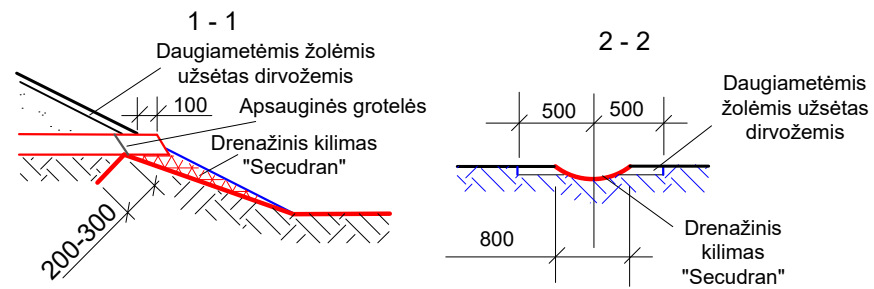 1 - 1
Daugiametėmis žolėmis
užsėtas dirvožemis
100
Apsauginės grotelės
Drenažinis kilimas
"Secudran"
200-300
2 - 2
500
500
Daugiametėmis
žolėmis užsėtas
dirvožemis
800
Drenažinis
kilimas
"Secudran"